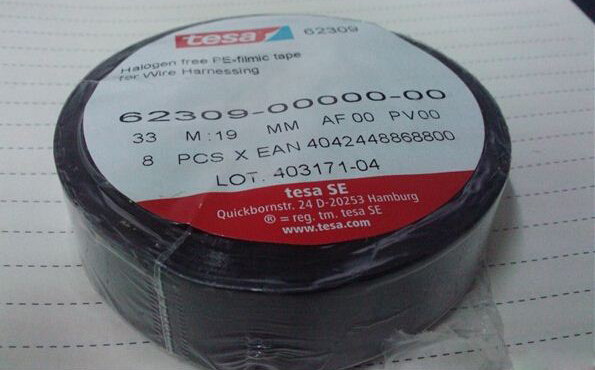 tesa 62309
Halogen free PE-filmic tape
for Wire Harnessing
62309-00000-00
33 M:19 MM AF00 PV00
8 PCS X EAN 4042448868800
LOT. 403171-04
tesa SE
Quickbornstr. 24 D-20253 Hamburg
® = reg. tm. tesa SE
www.tesa.com